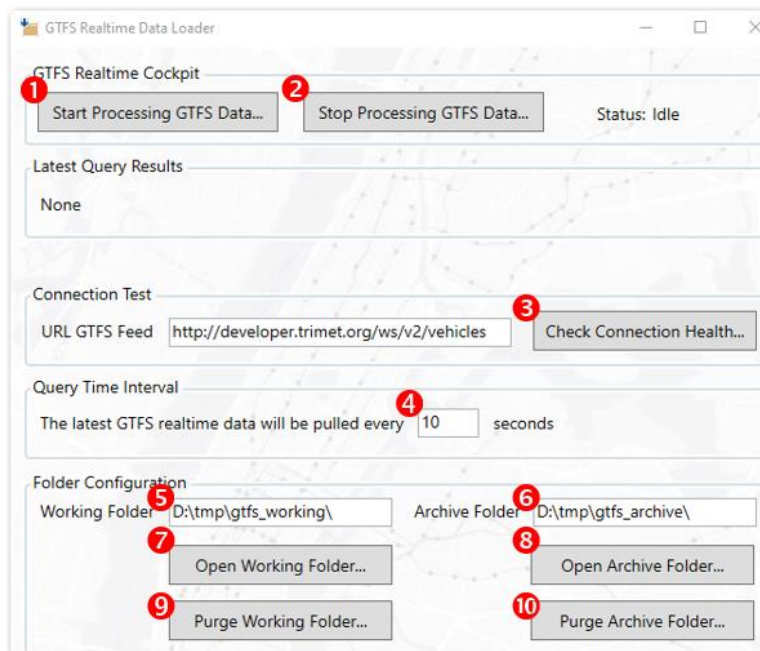 GTFS Realtime Data Loader
GTFS Realtime Cockpit
1 Start Processing GTFS Data... 2 Stop Processing GTFS Data... Status: Idle
Latest Query Results
None
Connection Test
URL GTFS Feed http://developer.trimet.org/ws/v2/vehicles 3 Check Connection Health...
Query Time Interval
The latest GTFS realtime data will be pulled every 4 10 seconds
Folder Configuration
Working Folder 5 D:\tmp\gtfs_working\ Archive Folder 6 D:\tmp\gtfs_archive\
7 Open Working Folder... 8 Open Archive Folder...
9 Purge Working Folder... 10 Purge Archive Folder...